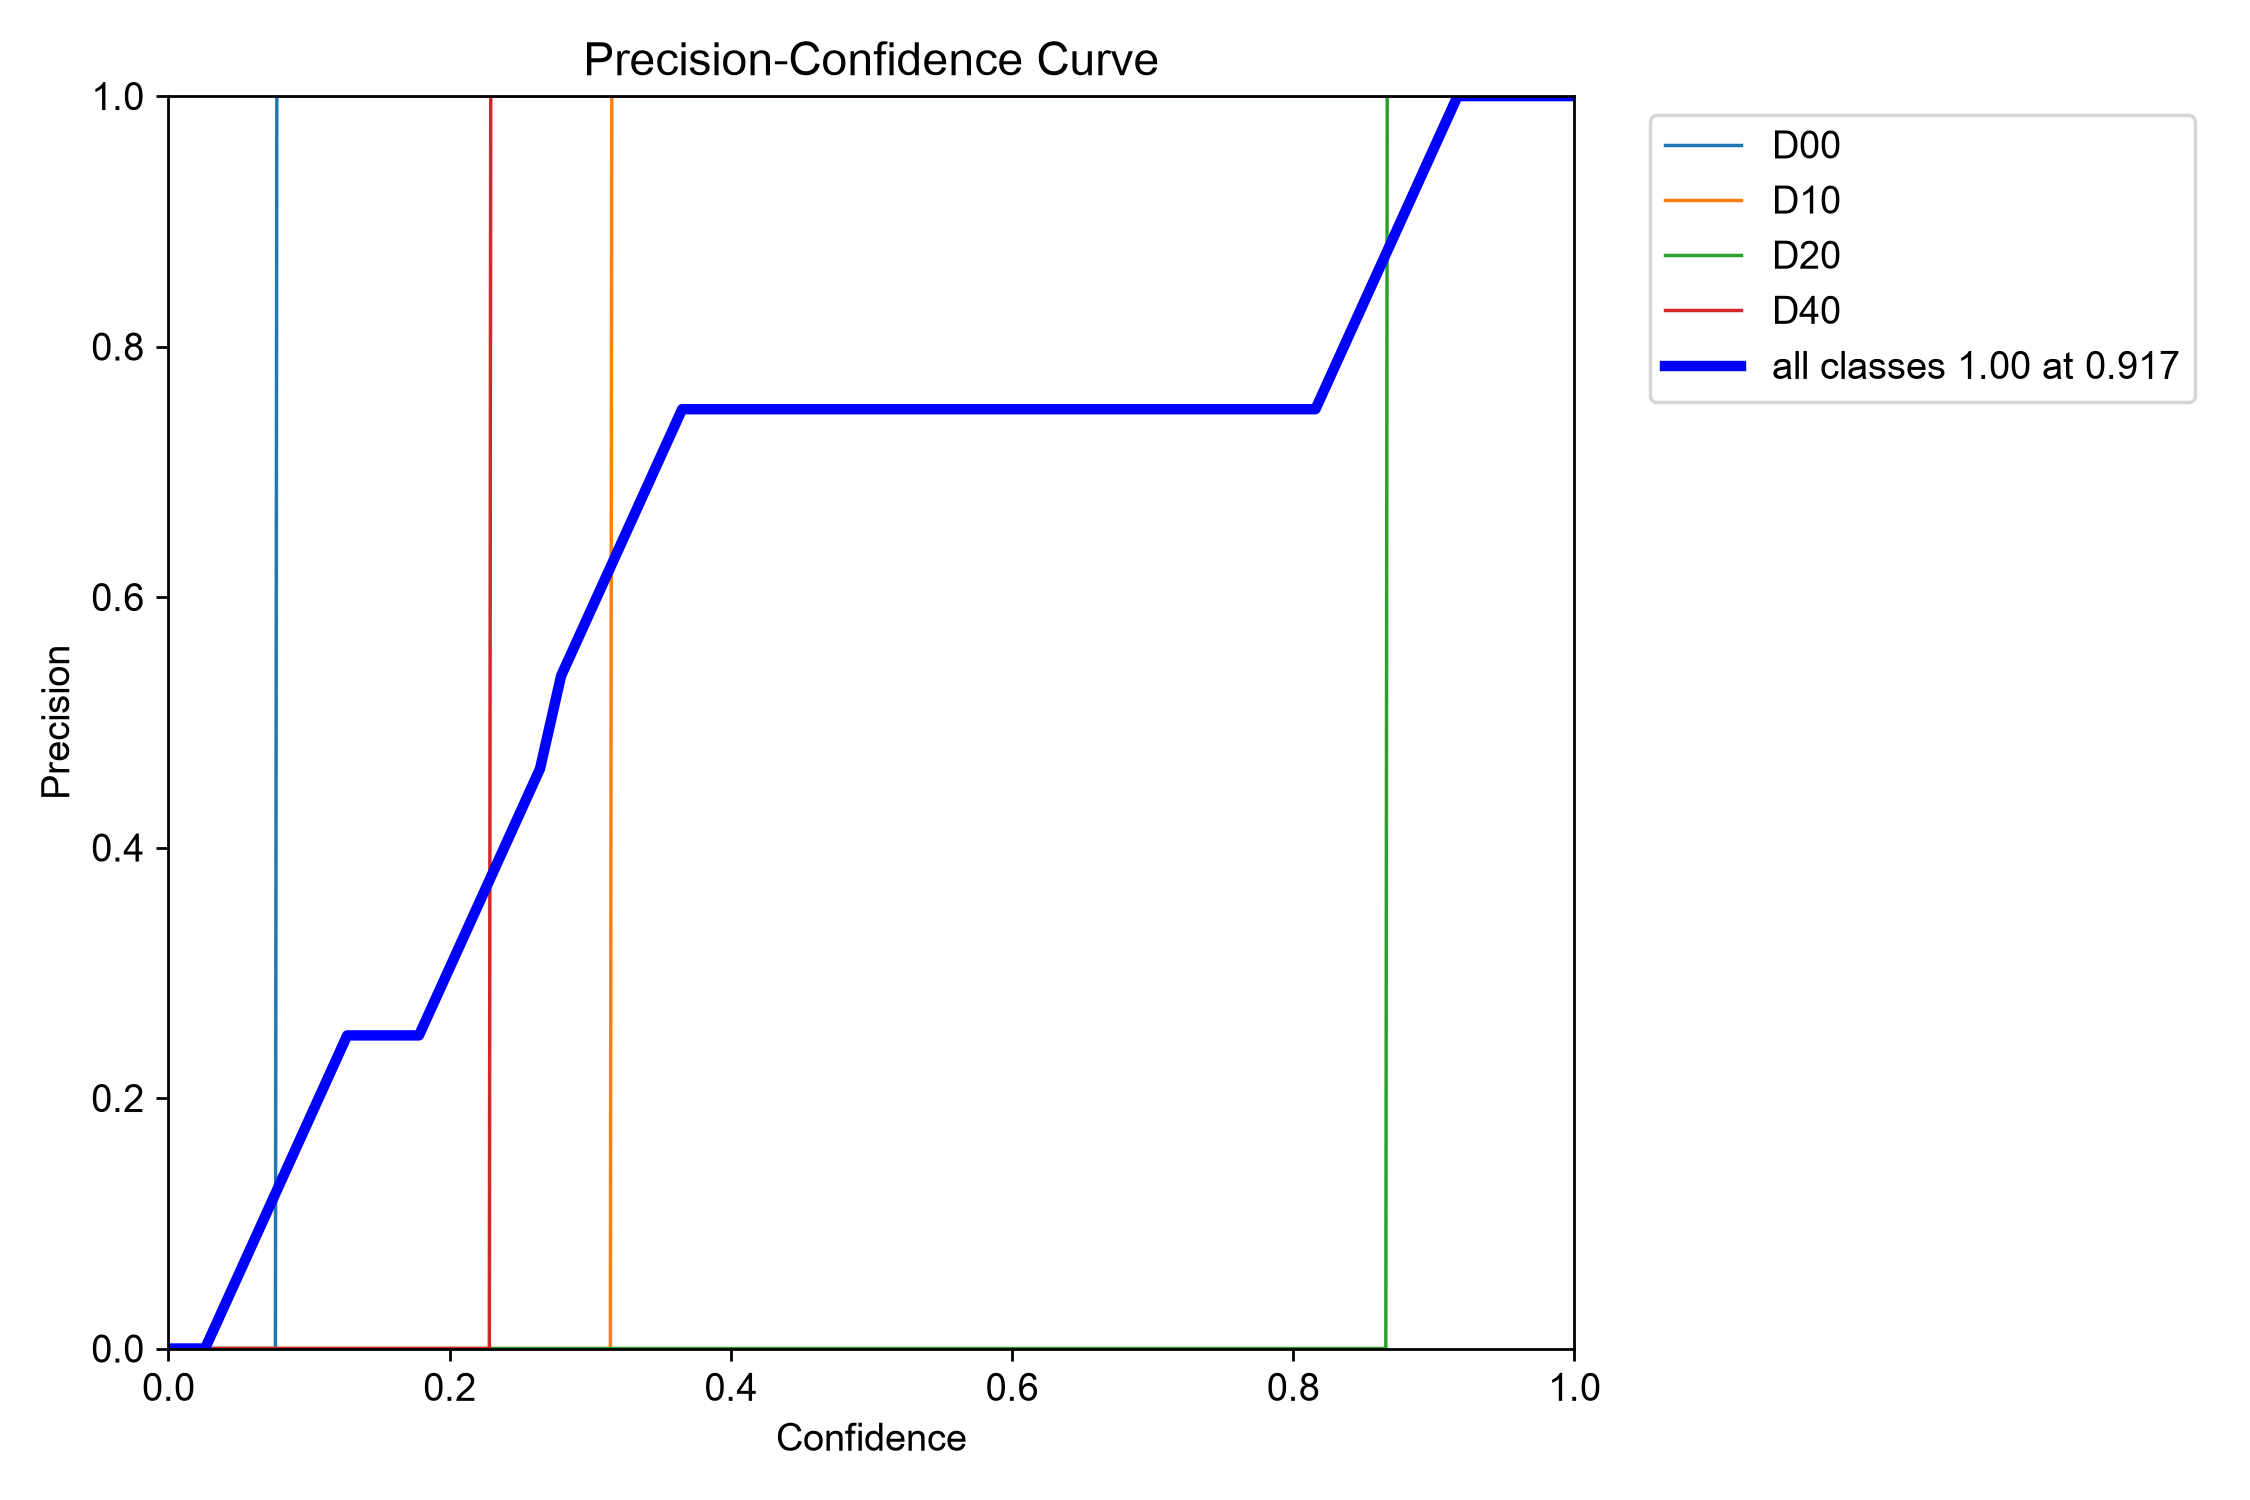 Precision-Confidence Curve
1.0
0.8
0.6
0.4
0.2
0.0
Precision
0.0 0.2 0.4 0.6 0.8 1.0
Confidence
D00
D10
D20
D40
all classes 1.00 at 0.917